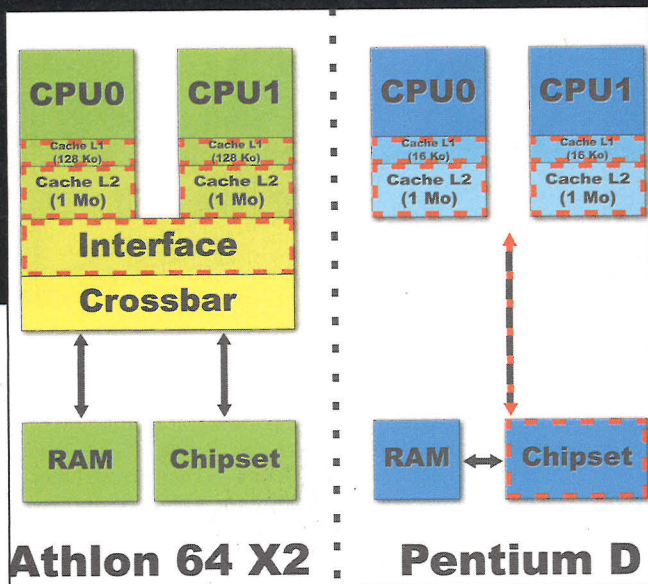 CPU0
CPU1
Cache L1
(128 Ko)
Cache L1
(128 Ko)
Cache L2
(1 Mo)
Cache L2
(1 Mo)
Interface
Crossbar
RAM
Chipset
Athlon 64 X2
CPU0
CPU1
Cache L1
(16 Ko)
Cache L1
(16 Ko)
Cache L2
(1 Mo)
Cache L2
(1 Mo)
RAM
Chipset
Pentium D